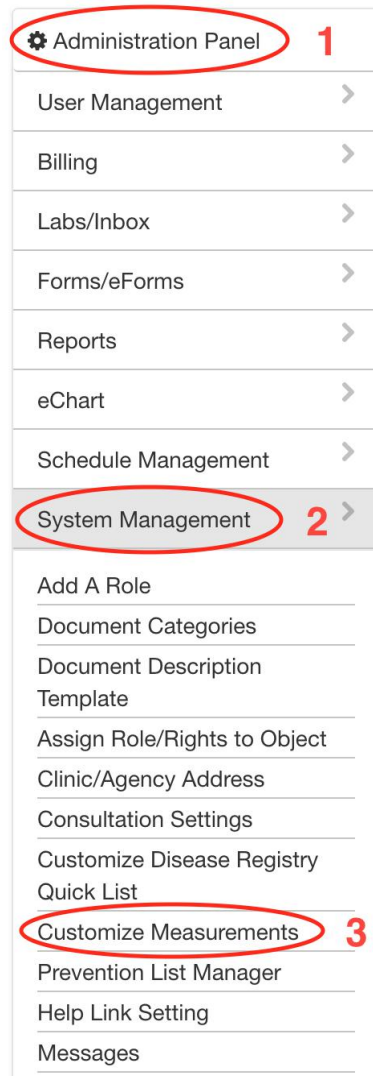 Administration Panel 1
User Management
Billing
Labs/Inbox
Forms/eForms
Reports
eChart
Schedule Management
System Management 2
Add A Role
Document Categories
Document Description
Template
Assign Role/Rights to Object
Clinic/Agency Address
Consultation Settings
Customize Disease Registry
Quick List
Customize Measurements 3
Prevention List Manager
Help Link Setting
Messages